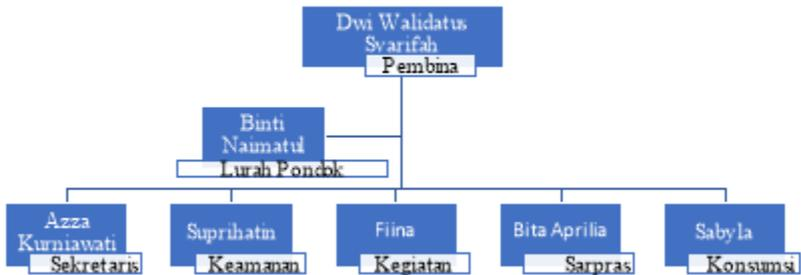 Dwi Walidatus
Syarifah
Pembina
Binti
Naimatul
Lurah Pondok
Azza
Kurniawati
Sekretaris
Suprihatin
Keamanan
Fiina
Kegiatan
Bita Aprilia
Sarpras
Sabyla
Konsumsi